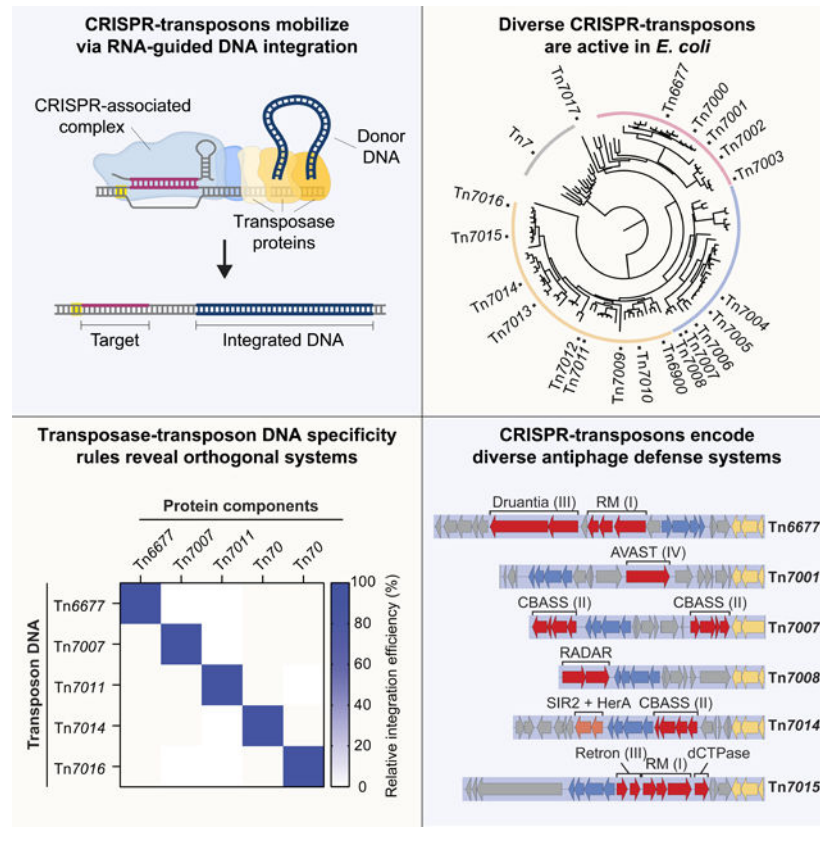 CRISPR-transposons mobilize
via RNA-guided DNA integration
CRISPR-associated
complex
Donor
DNA
Transposase
proteins
Target
Integrated DNA
Diverse CRISPR-transposons
are active in E. coli
Tn7017
Tn6677
Tn7000
Tn7001
Tn7002
Tn7003
Tn7
Tn7016
Tn7015
Tn7014
Tn7013
Tn7012
Tn7011
Tn7009
Tn7010
Tn6900
Tn7008
Tn7007
Tn7006
Tn7005
Tn7004
Transposase-transposon DNA specificity
rules reveal orthogonal systems
Protein components
Tn6677
Tn7007
Tn7011
Tn70
Tn70
Transposon DNA
Tn6677
Tn7007
Tn7011
Tn7014
Tn7016
100
80
60
40
20
0
Relative integration efficiency (%)
CRISPR-transposons encode
diverse antiphage defense systems
Druantia (III) RM (I)
Tn6677
AVAST (IV)
Tn7001
CBASS (II) CBASS (II)
Tn7007
RADAR
Tn7008
SIR2 + HerA CBASS (II)
Tn7014
Retron (III) RM (I) dCTPase
Tn7015